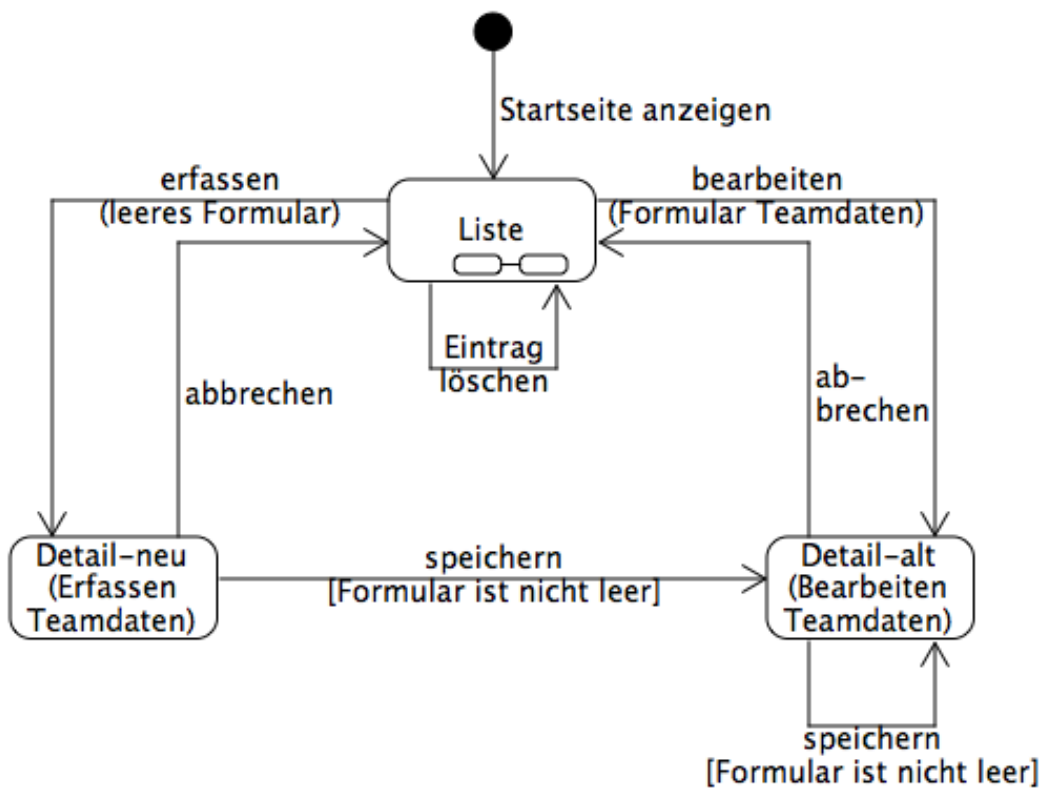 Startseite anzeigen
erfassen
(leeres Formular)
bearbeiten
(Formular Teamdaten)
Liste
Eintrag
löschen
abbrechen
ab-
brechen
Detail-neu
(Erfassen
Teamdaten)
speichern
[Formular ist nicht leer]
Detail-alt
(Bearbeiten
Teamdaten)
speichern
[Formular ist nicht leer]